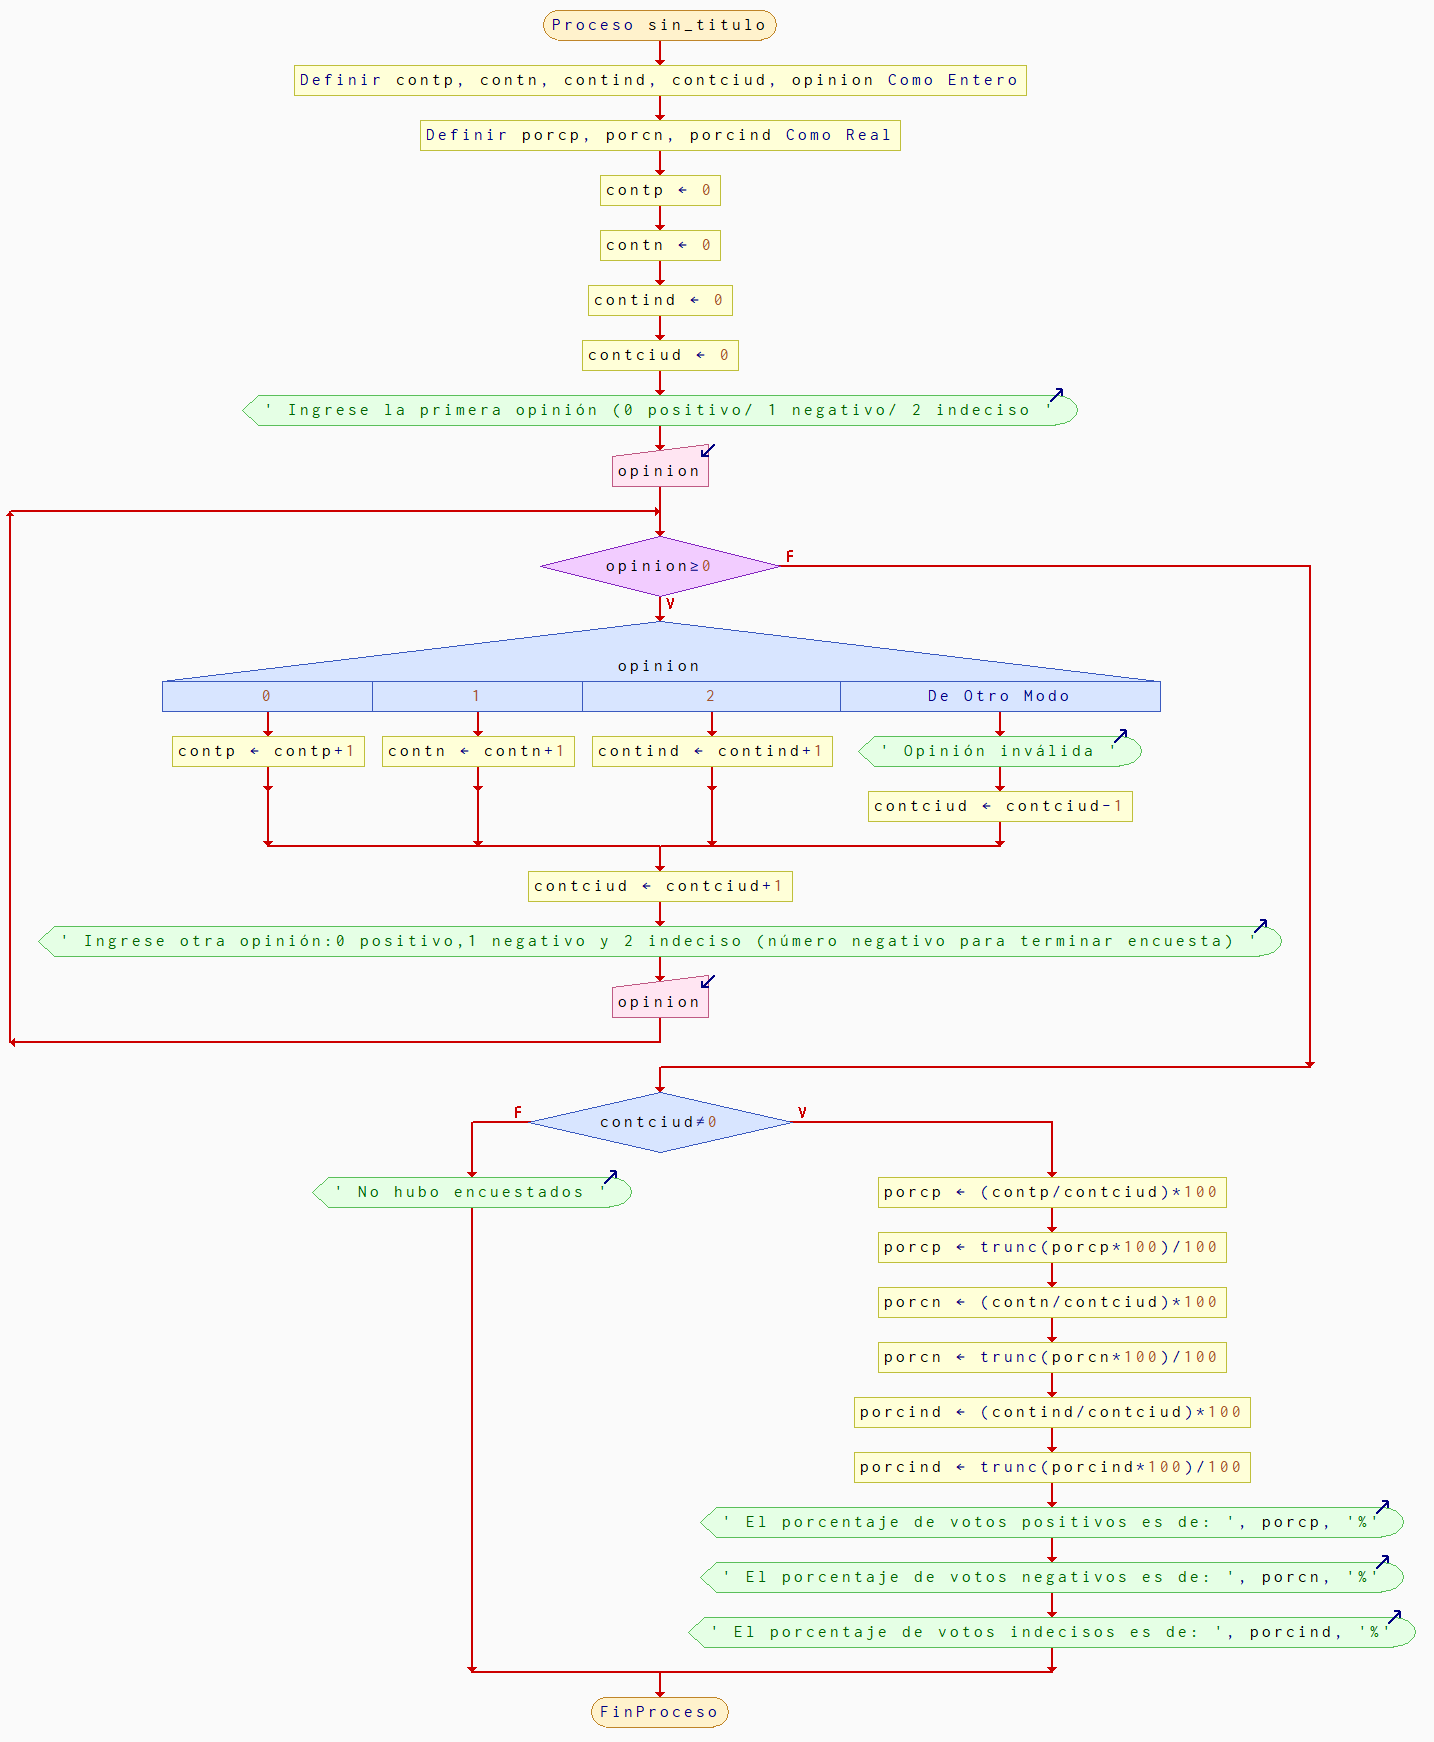 Proceso sin_titulo
Definir contp, contn, contind, contciud, opinion Como Entero
Definir porcp, porcn, porcind Como Real
contp ← 0
contn ← 0
contind ← 0
contciud ← 0
' Ingrese la primera opinión (0 positivo/ 1 negativo/ 2 indeciso '
opinion
opinion≥0
F
V
opinion
0 1 2 De Otro Modo
contp ← contp+1 contn ← contn+1 contind ← contind+1 ' Opinión inválida '
contciud ← contciud-1
contciud ← contciud+1
' Ingrese otra opinión:0 positivo,1 negativo y 2 indeciso (número negativo para terminar encuesta) '
opinion
F contciud≠0 V
' No hubo encuestados ' porcp ← (contp/contciud)*100
porcp ← trunc(porcp*100)/100
porcn ← (contn/contciud)*100
porcn ← trunc(porcn*100)/100
porcind ← (contind/contciud)*100
porcind ← trunc(porcind*100)/100
' El porcentaje de votos positivos es de: ', porcp, '%'
' El porcentaje de votos negativos es de: ', porcn, '%'
' El porcentaje de votos indecisos es de: ', porcind, '%'
FinProceso